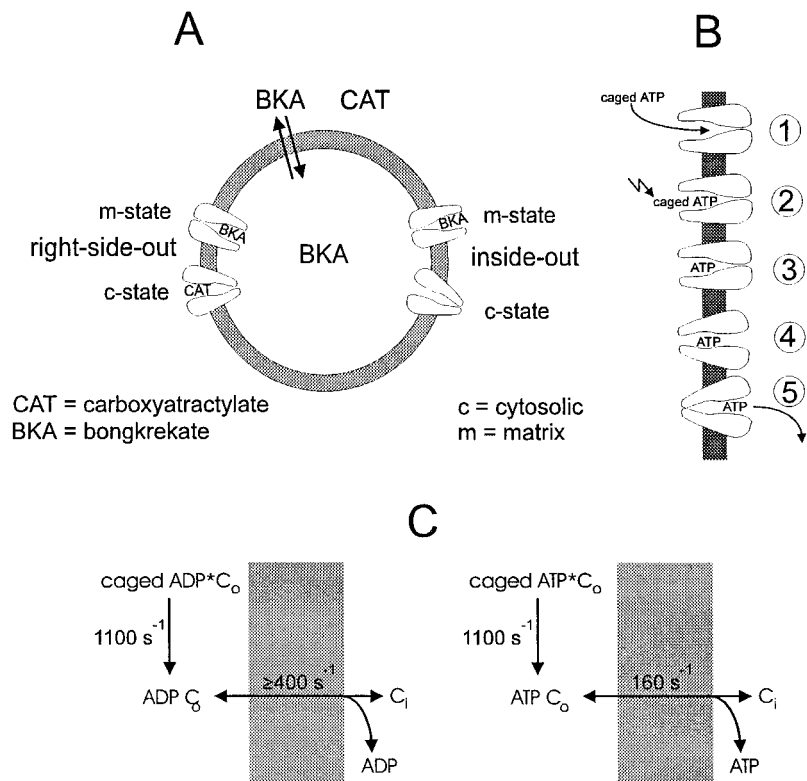 A
BKA CAT
m-state
BKA
right-side-out
CAT
c-state
BKA
BKA
m-state
inside-out
c-state
CAT = carboxyatractylate
BKA = bongkrekate
c = cytosolic
m = matrix
B
caged ATP
1
caged ATP
2
ATP
3
ATP
4
ATP
5
C
caged ADP*Co
1100 s-1
≥400 s-1
ADP Co
Ci
ADP
caged ATP*Co
1100 s-1
160 s-1
ATP Co
Ci
ATP